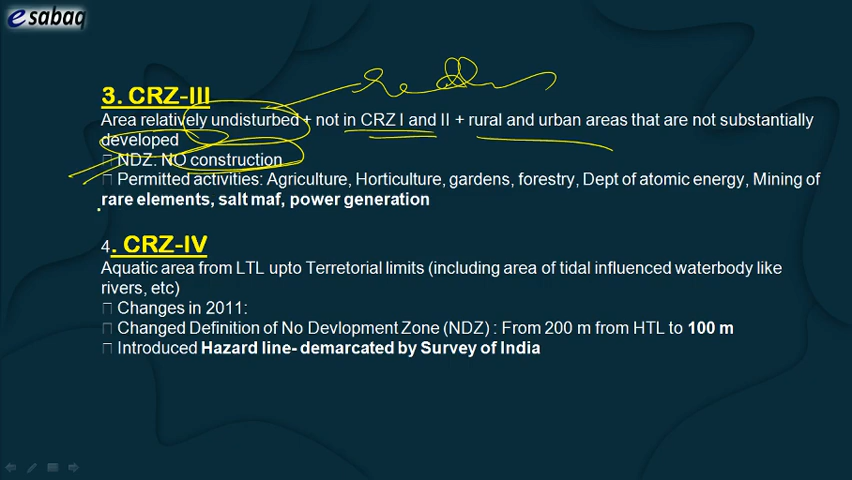 esabaq
3. CRZ-III
Area relatively undisturbed + not in CRZ I and II + rural and urban areas that are not substantially
developed
NDZ: NO construction
Permitted activities: Agriculture, Horticulture, gardens, forestry, Dept of atomic energy, Mining of
rare elements, salt maf, power generation
4. CRZ-IV
Aquatic area from LTL upto Terretorial limits (including area of tidal influenced waterbody like
rivers, etc)
Changes in 2011:
Changed Definition of No Devlopment Zone (NDZ) : From 200 m from HTL to 100 m
Introduced Hazard line- demarcated by Survey of India